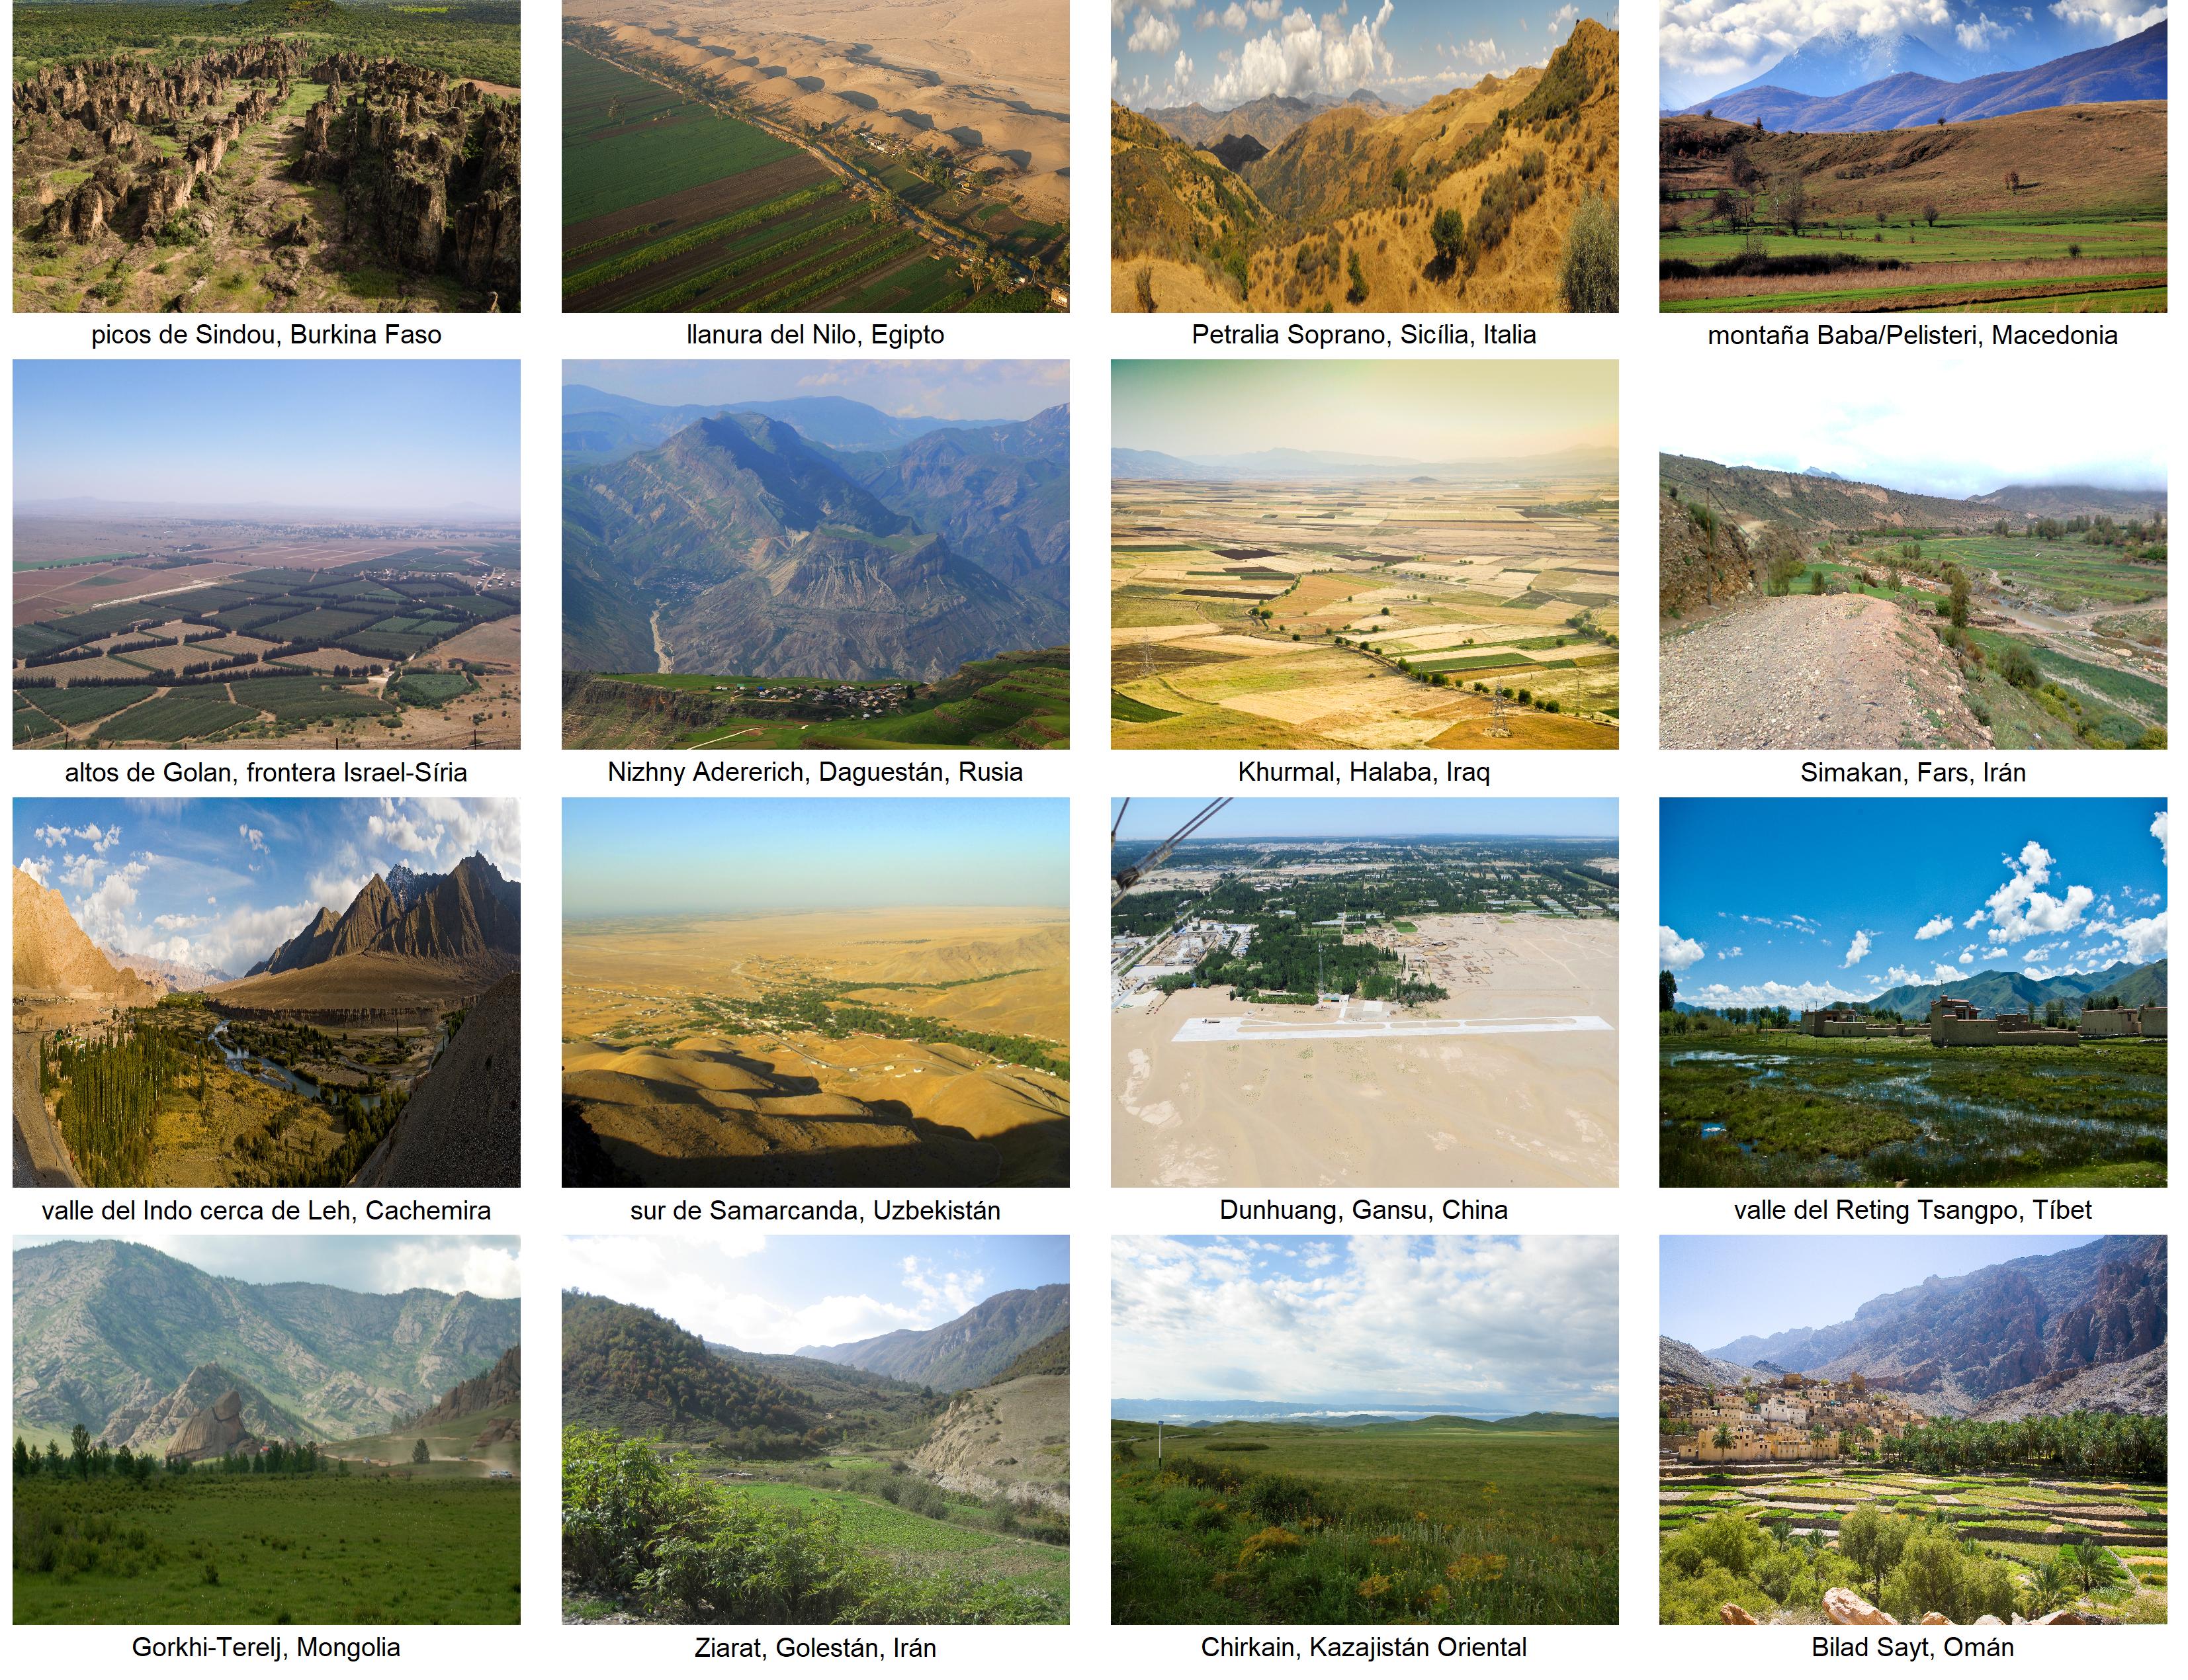 picos de Sindou, Burkina Faso
llanura del Nilo, Egipto
Petralia Soprano, Sicília, Italia
montaña Baba/Pelisteri, Macedonia
altos de Golan, frontera Israel-Síria
Nizhny Adererich, Daguestán, Rusia
Khurmal, Halaba, Iraq
Simakan, Fars, Irán
valle del Indo cerca de Leh, Cachemira
sur de Samarcanda, Uzbekistán
Dunhuang, Gansu, China
valle del Reting Tsangpo, Tíbet
Gorkhi-Terelj, Mongolia
Ziarat, Golestán, Irán
Chirkain, Kazajistán Oriental
Bilad Sayt, Omán